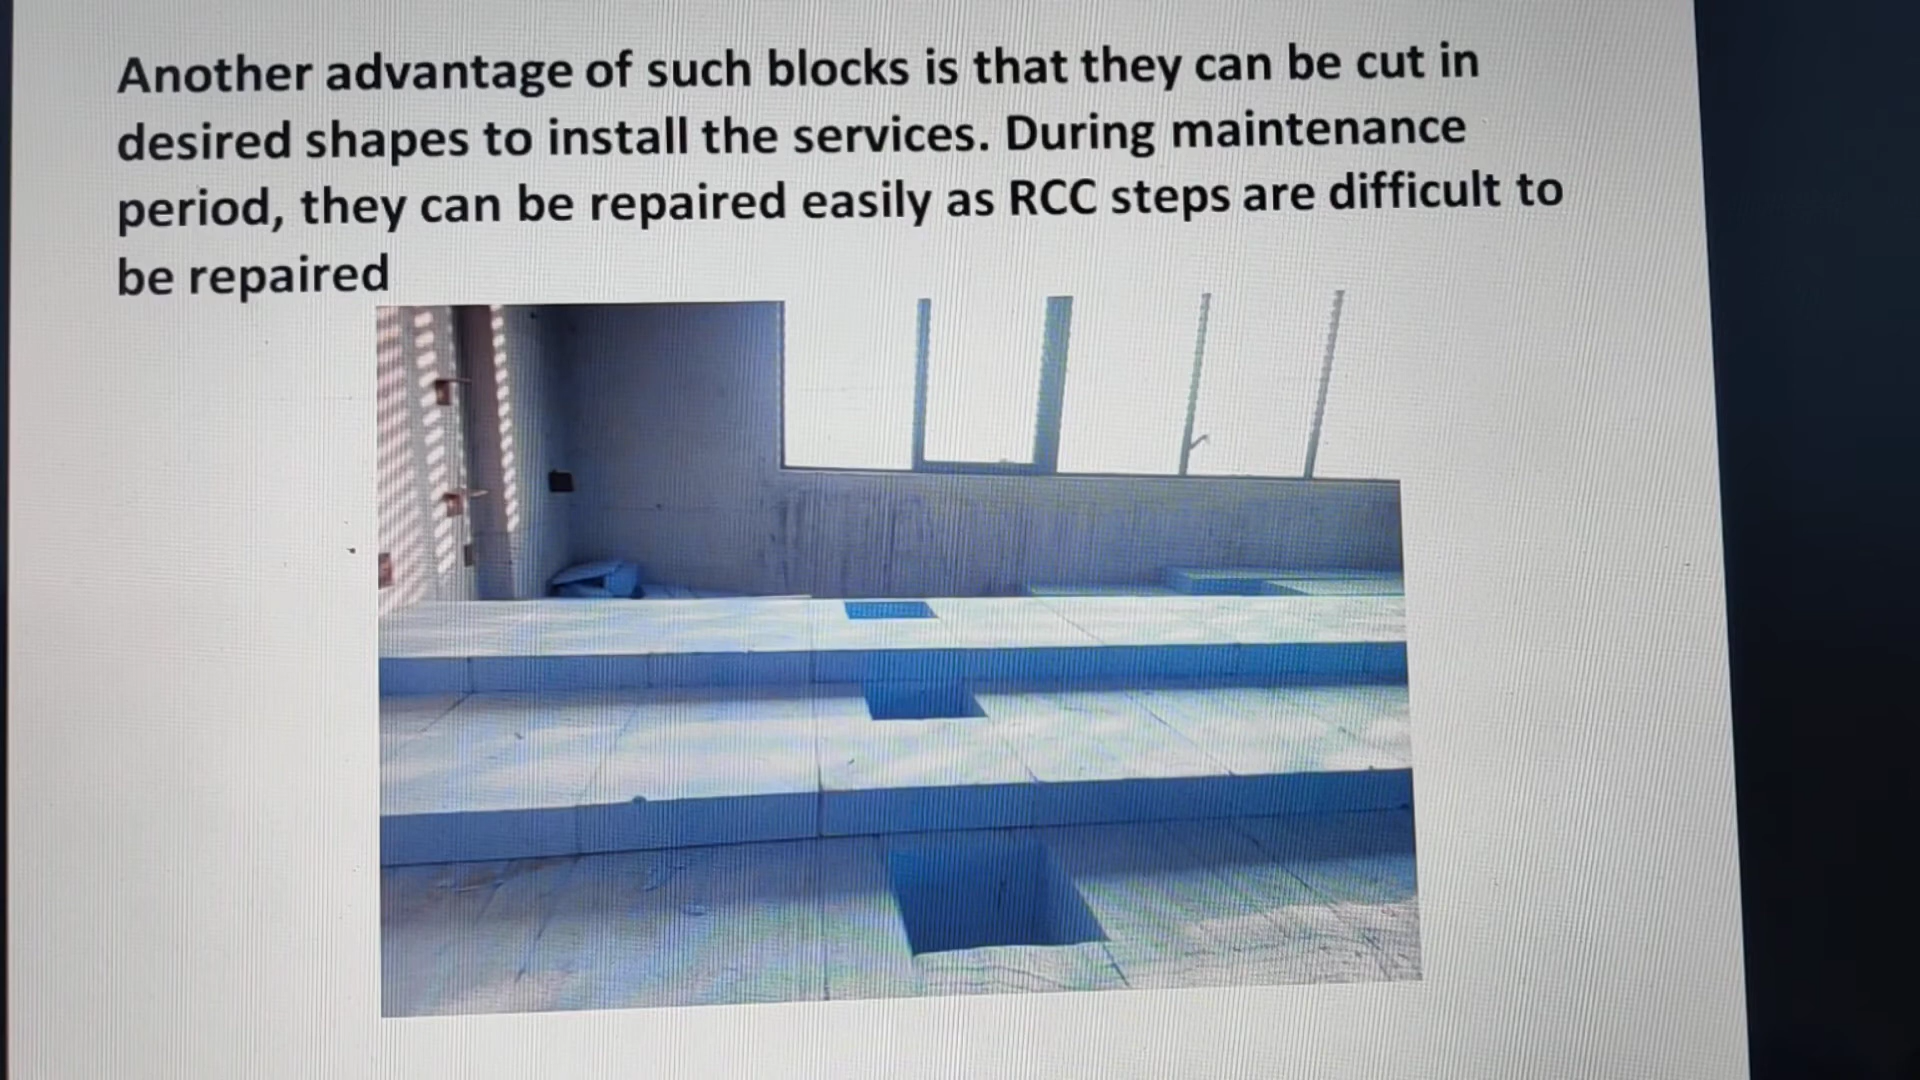 Another advantage of such blocks is that they can be cut in
desired shapes to install the services. During maintenance
period, they can be repaired easily as RCC steps are difficult to
be repaired